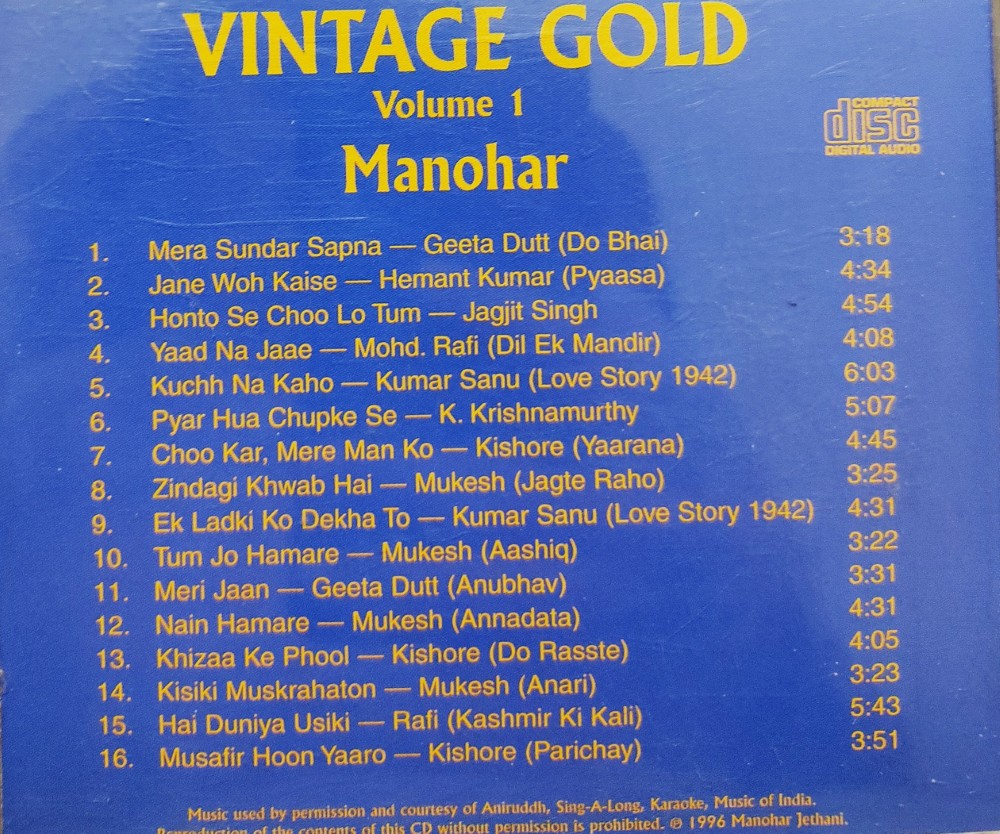 VINTAGE GOLD
Volume 1
COMPACT
disc
DIGITAL AUDIO
Manohar
1. Mera Sundar Sapna — Geeta Dutt (Do Bhai) 3:18
2. Jane Woh Kaise — Hemant Kumar (Pyaasa) 4:34
3. Honto Se Choo Lo Tum — Jagjit Singh 4:54
4. Yaad Na Jaae — Mohd. Rafi (Dil Ek Mandir) 4:08
5. Kuchh Na Kaho — Kumar Sanu (Love Story 1942) 6:03
6. Pyar Hua Chupke Se — K. Krishnamurthy 5:07
7. Choo Kar, Mere Man Ko — Kishore (Yaarana) 4:45
8. Zindagi Khwab Hai — Mukesh (Jagte Raho) 3:25
9. Ek Ladki Ko Dekha To — Kumar Sanu (Love Story 1942) 4:31
10. Tum Jo Hamare — Mukesh (Aashiq) 3:22
11. Meri Jaan — Geeta Dutt (Anubhav) 3:31
12. Nain Hamare — Mukesh (Annadata) 4:31
13. Khizaa Ke Phool — Kishore (Do Rasste) 4:05
14. Kisiki Muskrahaton — Mukesh (Anari) 3:23
15. Hai Duniya Usiki — Rafi (Kashmir Ki Kali) 5:43
16. Musafir Hoon Yaaro — Kishore (Parichay) 3:51
Music used by permission and courtesy of Aniruddh, Sing-A-Long, Karaoke, Music of India.
Reproduction of the contents of this CD without permission is prohibited. ℗ 1996 Manohar Jethani.